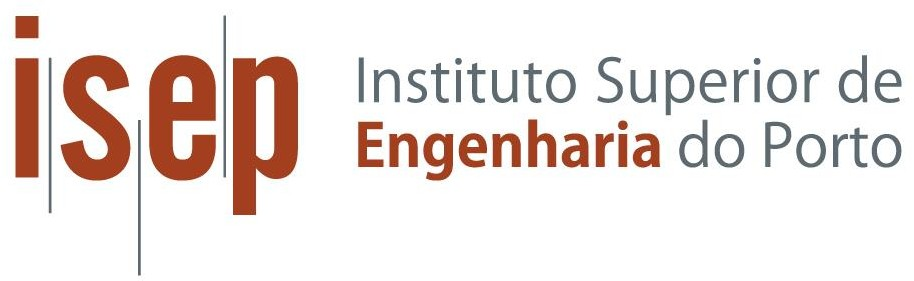 isep
Instituto Superior de
Engenharia do Porto